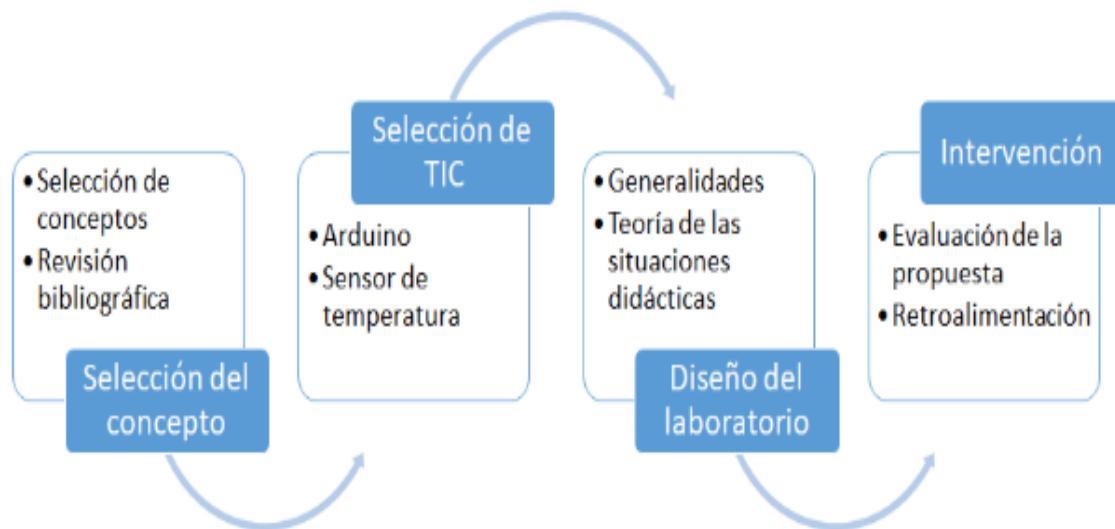 • Selección de
conceptos
• Revisión
bibliográfica
Selección del
concepto
Selección de
TIC
• Arduino
• Sensor de
temperatura
• Generalidades
• Teoría de las
situaciones
didácticas
Diseño del
laboratorio
Intervención
• Evaluación de la
propuesta
• Retroalimentación